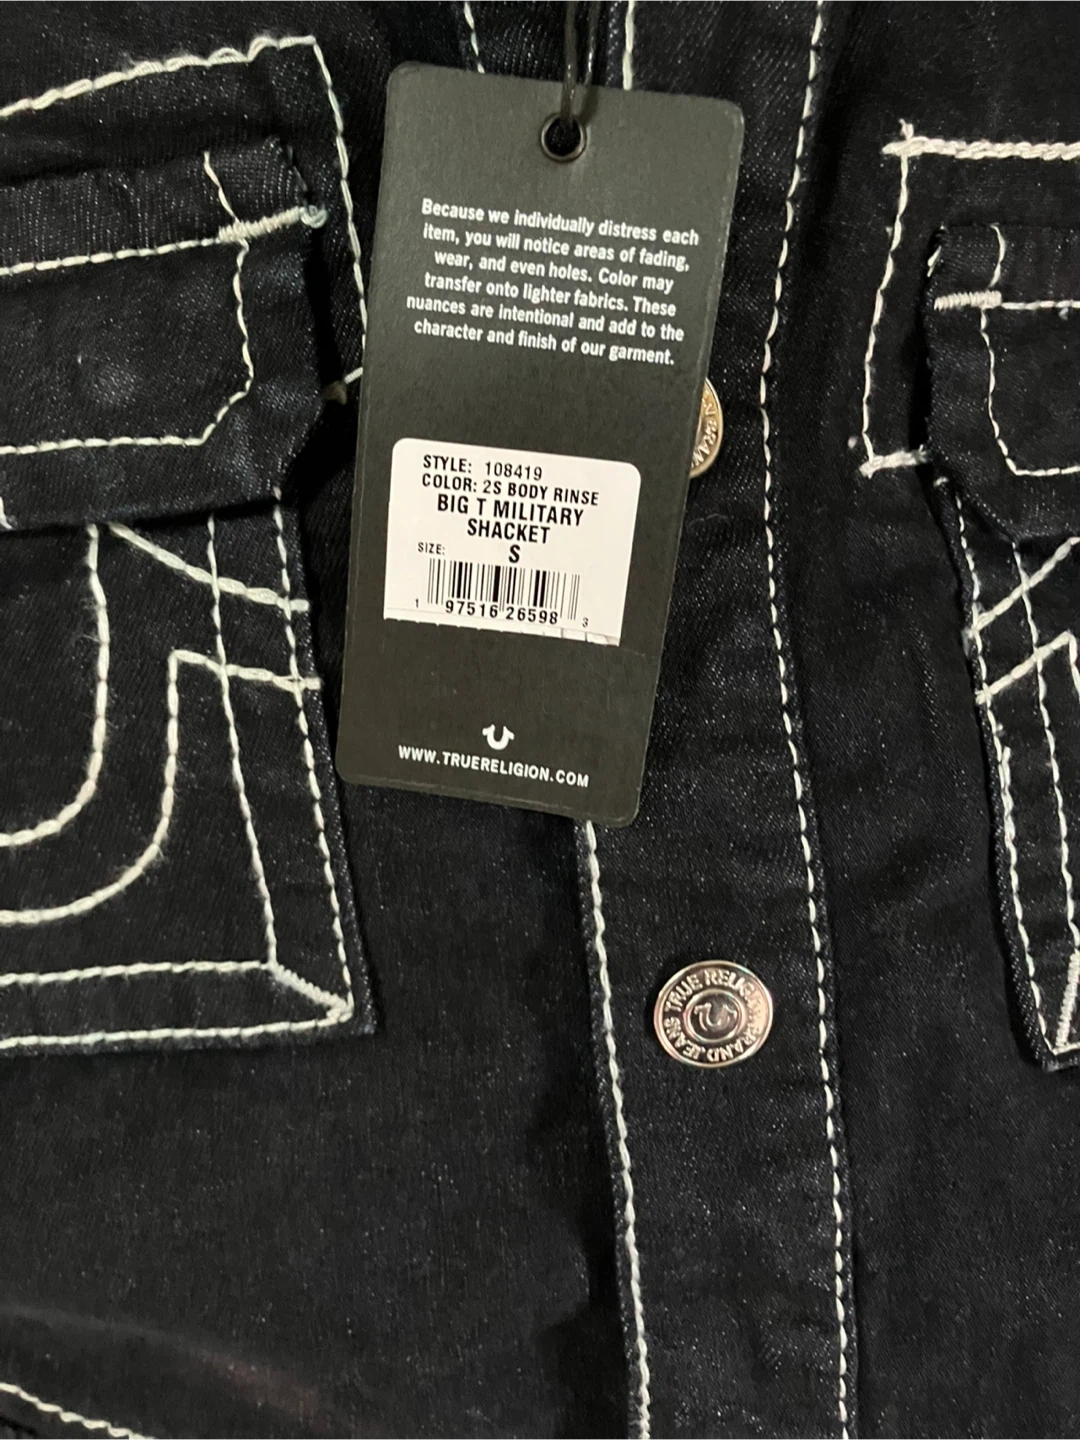 Because we individually distress each
item, you will notice areas of fading,
wear, and even holes. Color may
transfer onto lighter fabrics. These
nuances are intentional and add to the
character and finish of our garment.
STYLE: 108419
COLOR: 2S BODY RINSE
BIG T MILITARY
SHACKET
SIZE: S
1 97516 26598 3
WWW.TRUERELIGION.COM
TRUE RELIGION BRAND JEANS